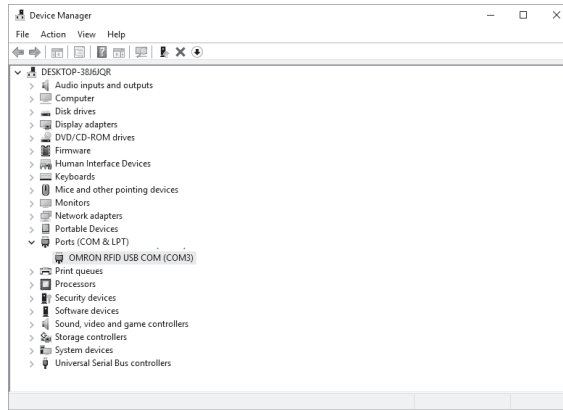 Device Manager
File Action View Help
DESKTOP-38J6JQR
Audio inputs and outputs
Computer
Disk drives
Display adapters
DVD/CD-ROM drives
Firmware
Human Interface Devices
Keyboards
Mice and other pointing devices
Monitors
Network adapters
Portable Devices
Ports (COM & LPT)
OMRON RFID USB COM (COM3)
Print queues
Processors
Security devices
Software devices
Sound, video and game controllers
Storage controllers
System devices
Universal Serial Bus controllers